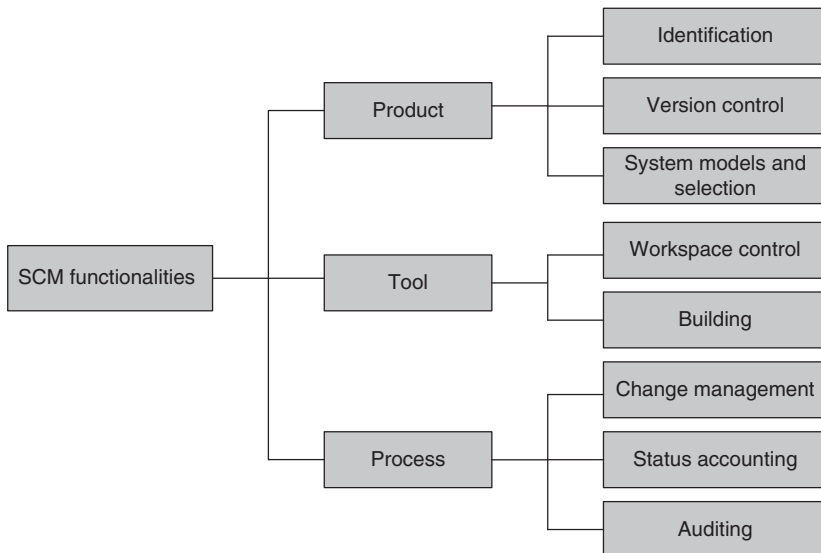 Identification
Product
Version control
System models and
selection
SCM functionalities
Tool
Workspace control
Building
Process
Change management
Status accounting
Auditing